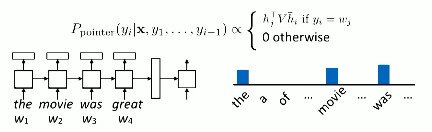 P_pointer(y_i|x, y_1, ..., y_{i-1}) ∝ { h_j^⊤ V h̄_i if y_i = w_j
0 otherwise
the movie was great
w_1 w_2 w_3 w_4
the a of ... movie ... was ...